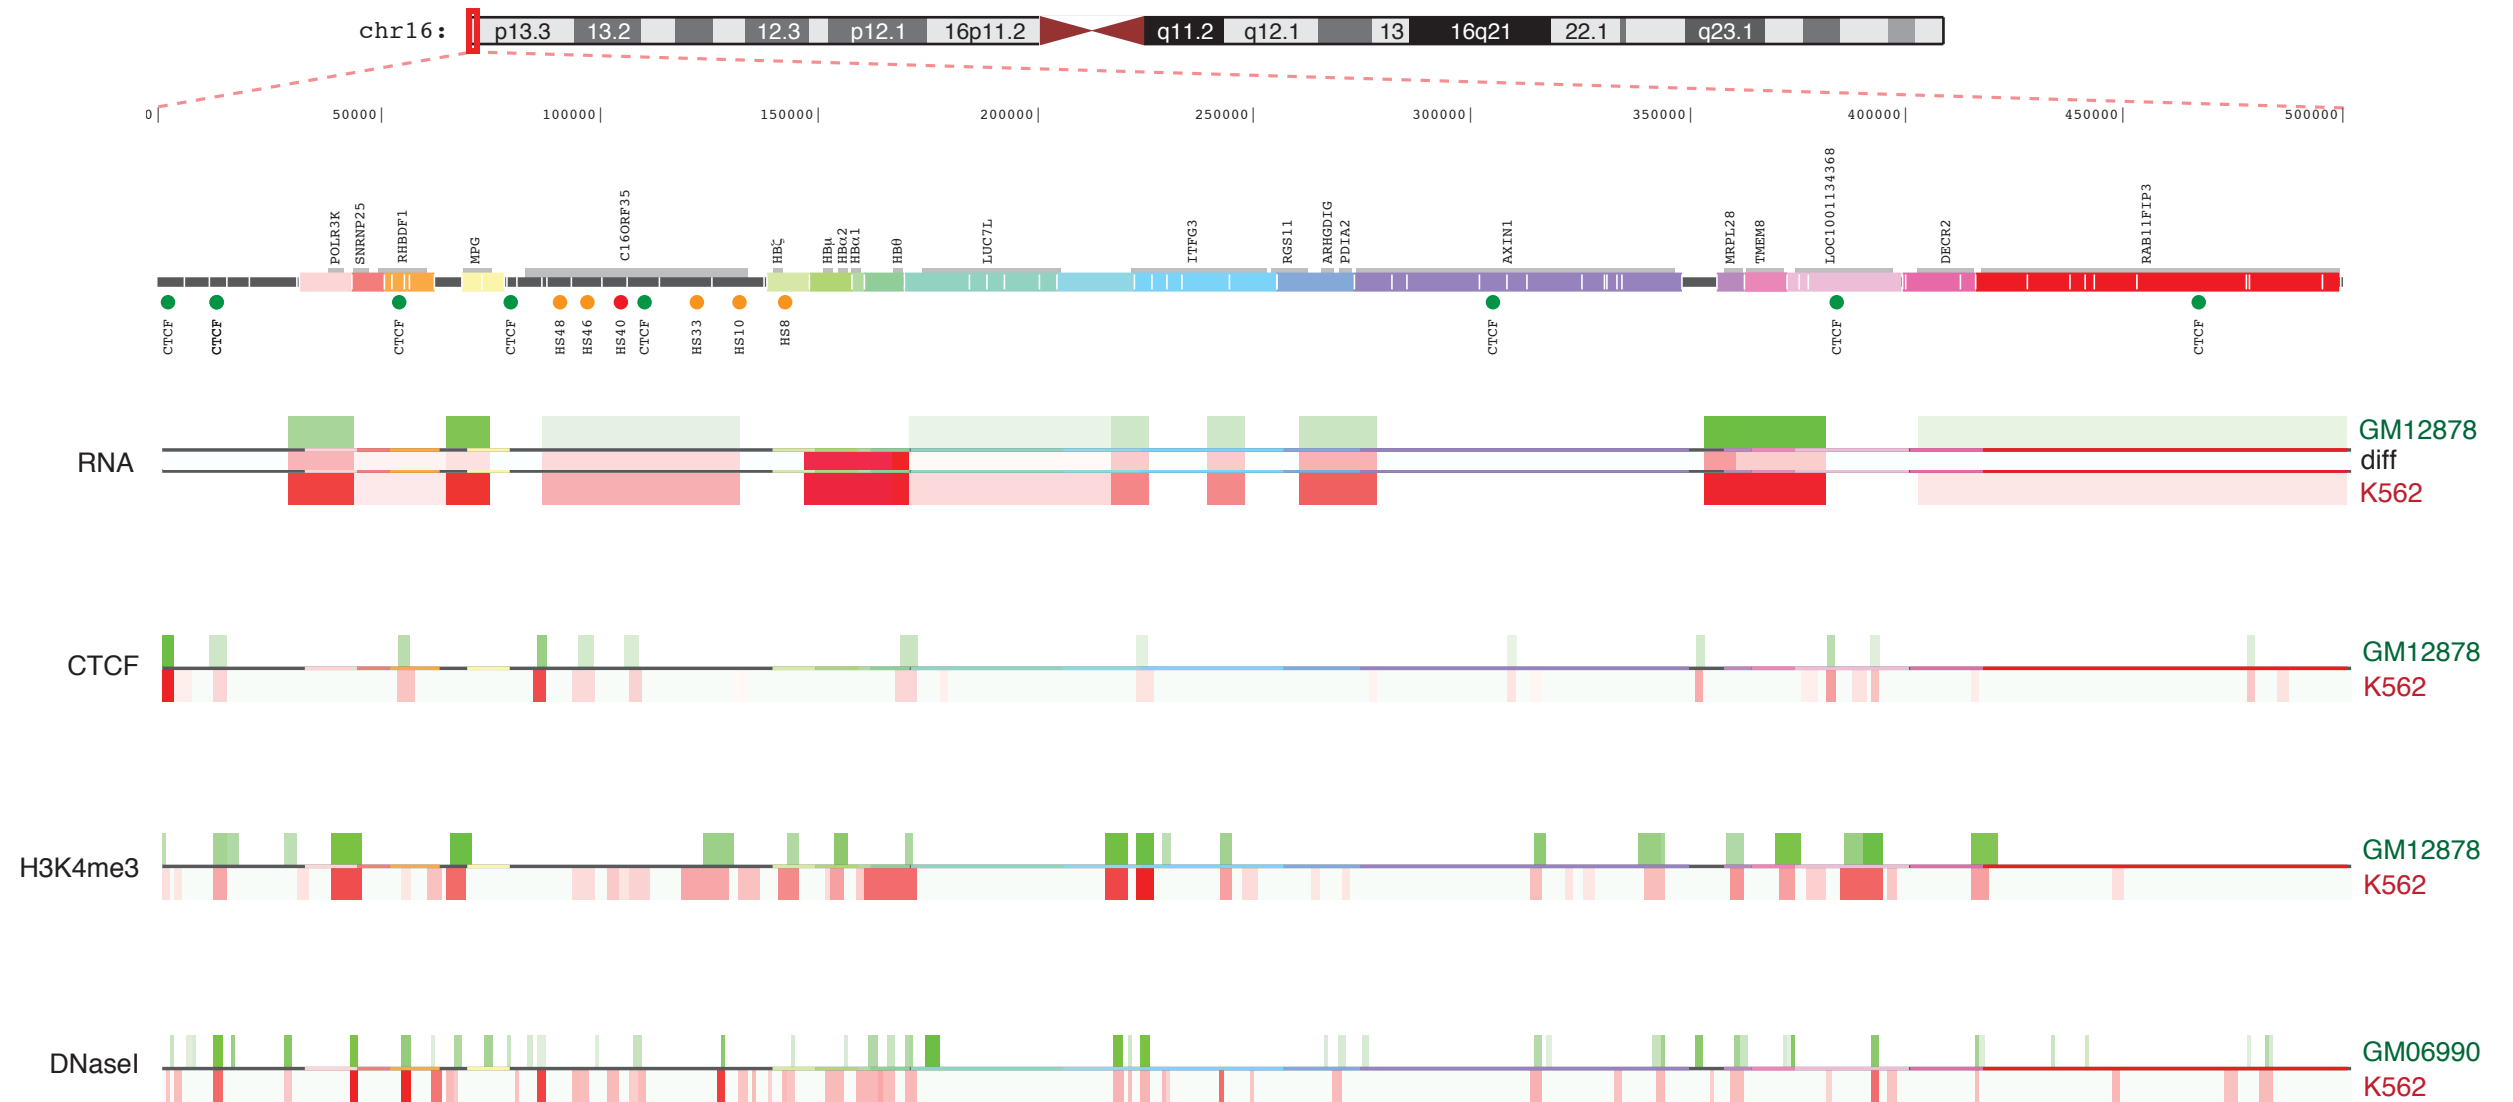 chr16: p13.3 13.2 12.3 p12.1 16p11.2 q11.2 q12.1 13 16q21 22.1 q23.1
0 50000 100000 150000 200000 250000 300000 350000 400000 450000 500000
POLR3K SNRNP25 RHBDF1 MPG C16ORF35 HBζ HBμ HBα2 HBα1 HBθ LUC7L ITFG3 RGS11 ARHGDIG PDIA2 AXIN1 MRPL28 TMEM8 LOC100134368 DECR2 RAB11FIP3
CTCF CTCF CTCF CTCF HS48 HS46 HS40 CTCF HS33 HS10 HS8 CTCF CTCF CTCF
GM12878
RNA diff
K562
GM12878
CTCF
K562
GM12878
H3K4me3
K562
GM06990
DNaseI
K562